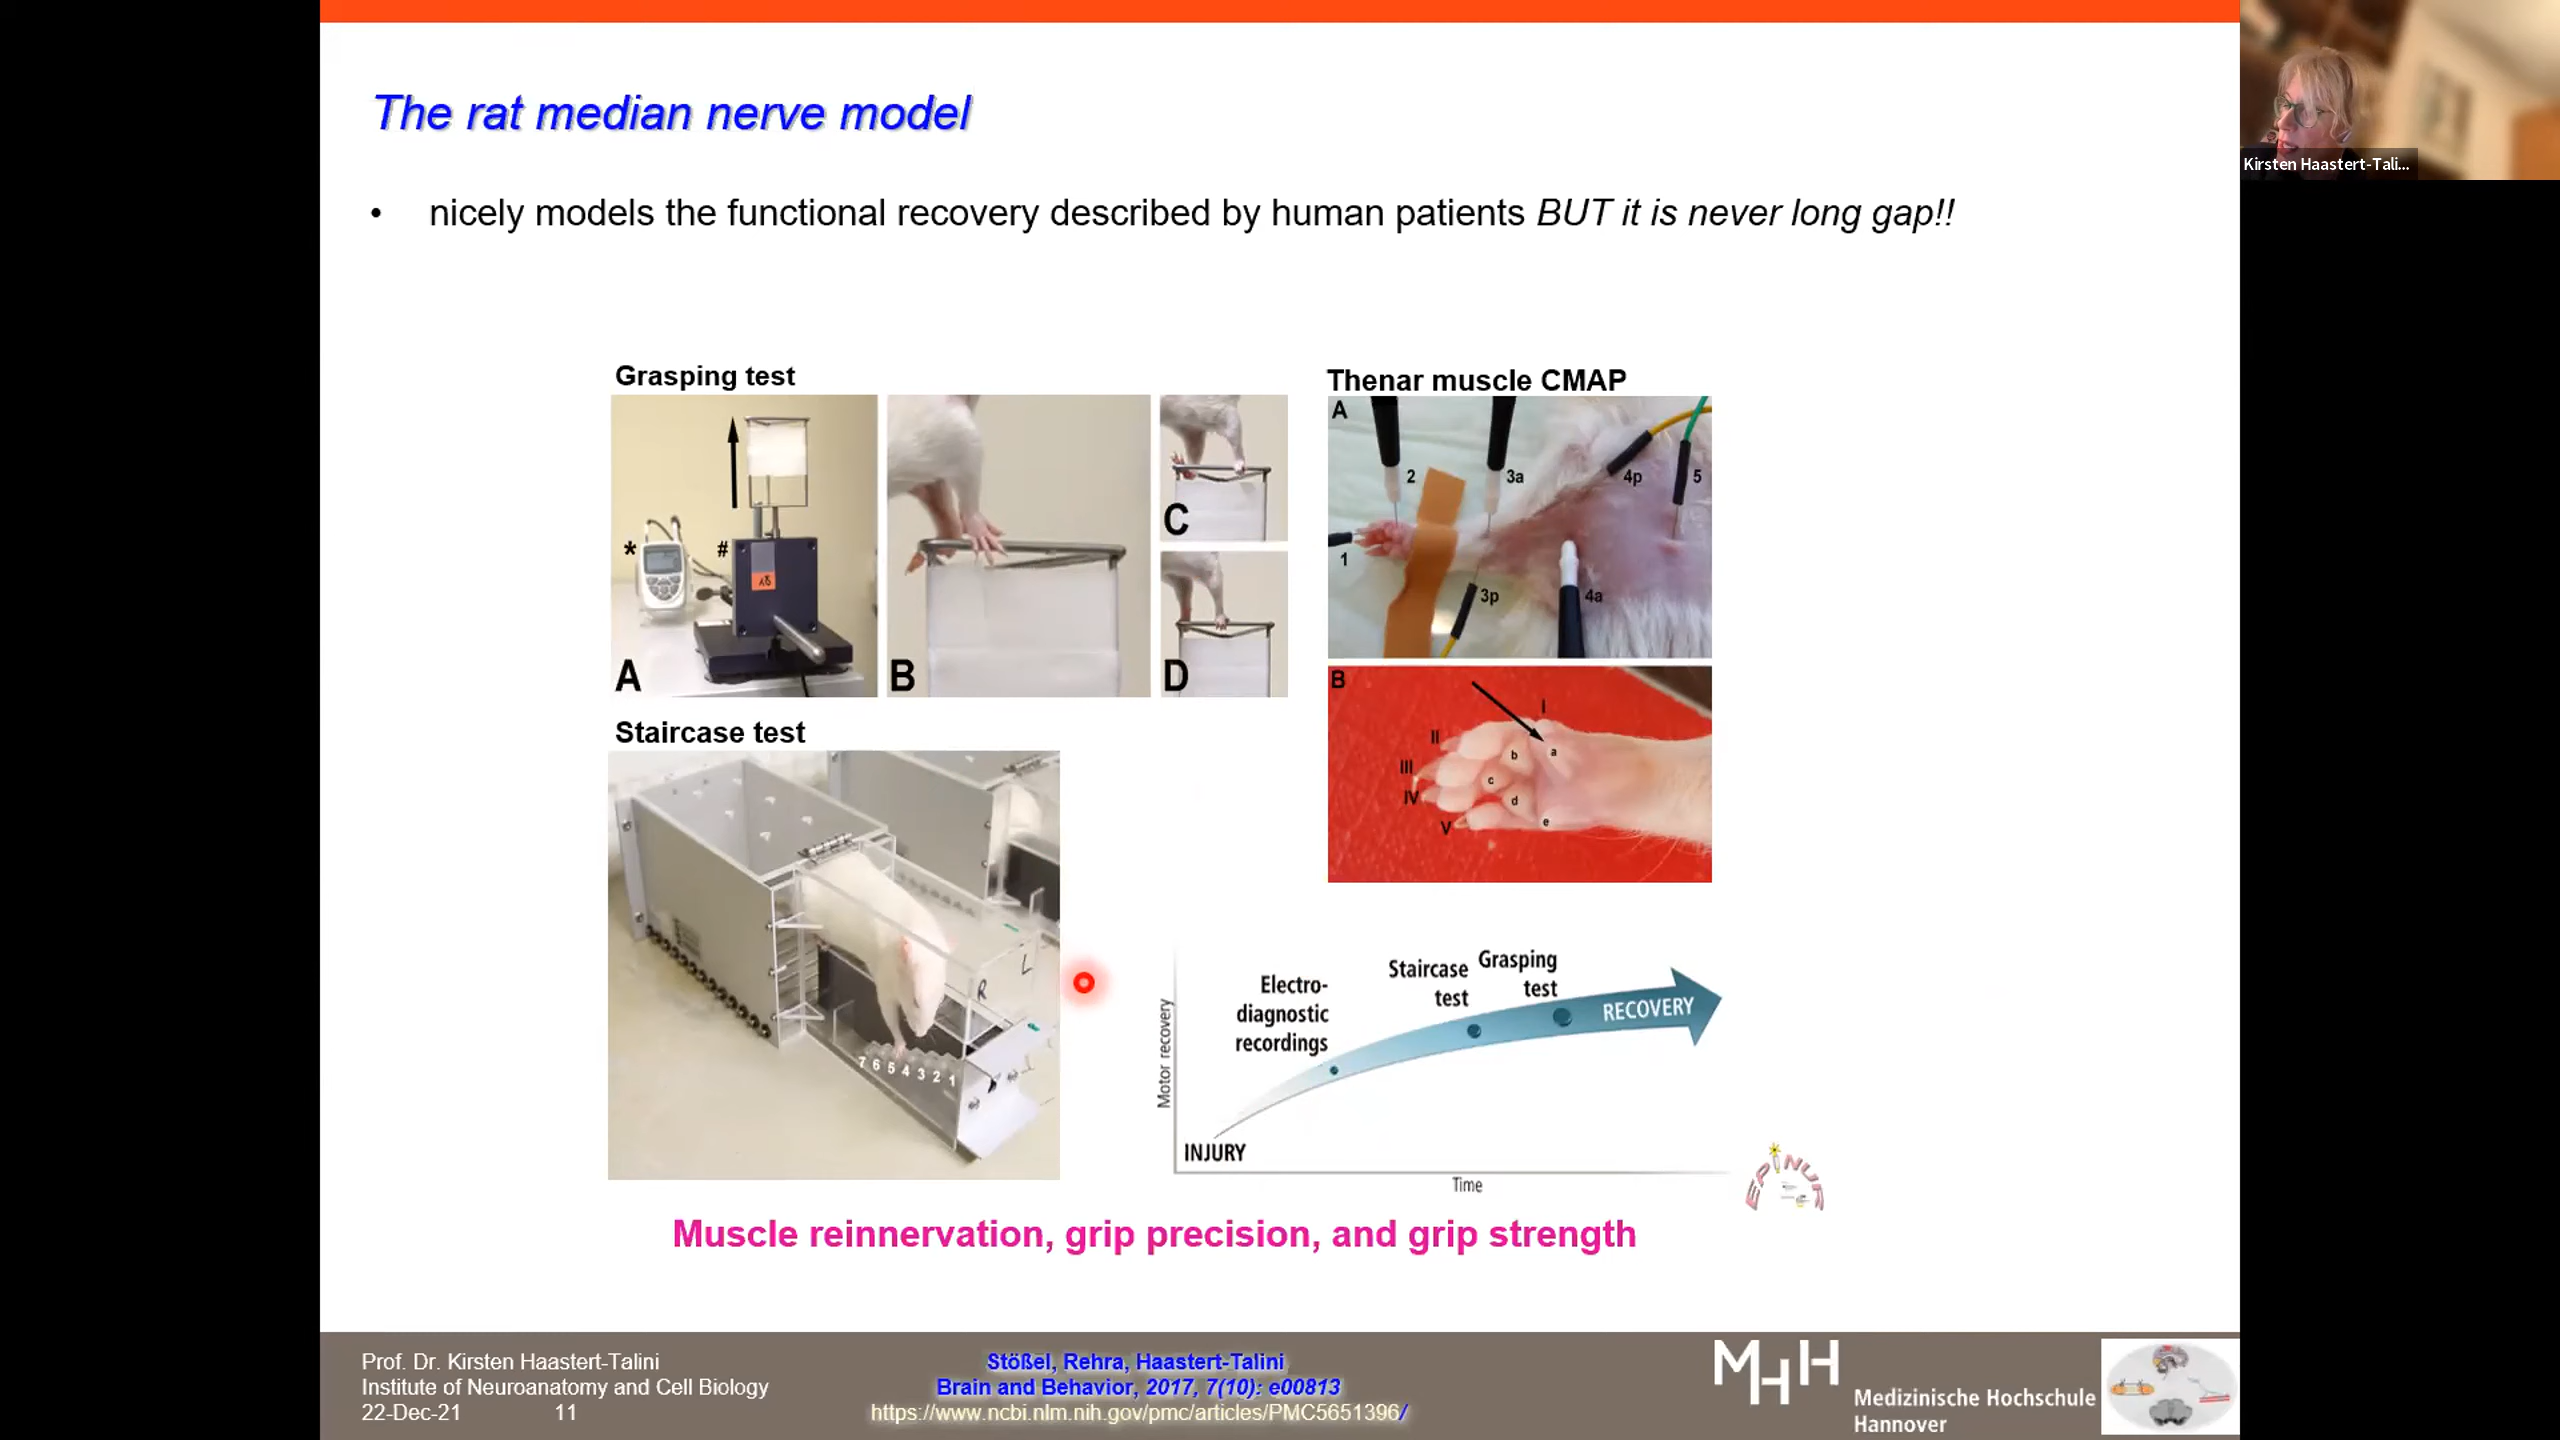 The rat median nerve model
Kirsten Haastert-Tali...
• nicely models the functional recovery described by human patients BUT it is never long gap!!
Grasping test
* # A
B
C
D
Thenar muscle CMAP
A
2 3a 4p 5
1
3p 4a
B
I
II
III
IV
V
a
b
c
d
e
Staircase test
L
R
7 6 5 4 3 2 1
Motor recovery
Electro-
diagnostic
recordings
Staircase
test
Grasping
test
RECOVERY
INJURY
Time
EPINUR
Muscle reinnervation, grip precision, and grip strength
Prof. Dr. Kirsten Haastert-Talini
Institute of Neuroanatomy and Cell Biology
22-Dec-21 11
Stößel, Rehra, Haastert-Talini
Brain and Behavior, 2017, 7(10): e00813
https://www.ncbi.nlm.nih.gov/pmc/articles/PMC5651396/
MHH
Medizinische Hochschule
Hannover